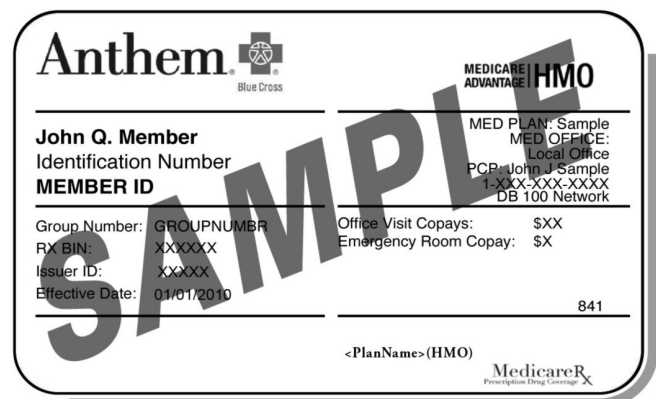 Anthem
Blue Cross
MEDICARE
ADVANTAGE
HMO
John Q. Member
Identification Number
MEMBER ID
MED PLAN: Sample
MED OFFICE:
Local Office
PCP: John J Sample
1-XXX-XXX-XXXX
DB 100 Network
Group Number: GROUPNUMBR
RX BIN: XXXXXX
Issuer ID: XXXXX
Effective Date: 01/01/2010
Office Visit Copays: $XX
Emergency Room Copay: $X
841
<PlanName>(HMO)
MedicareRx
Prescription Drug Coverage
SAMPLE